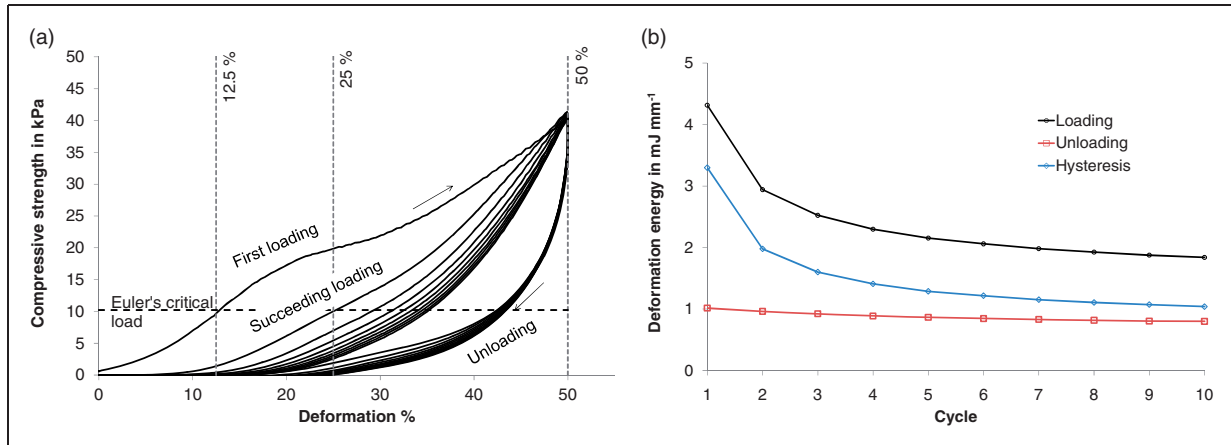 (a)
50
45
40
35
30
25
20
15
10
5
0
Compressive strength in kPa
12.5 %
25 %
50 %
First loading
Succeeding loading
Euler's critical
load
Unloading
0
10
20
30
40
50
Deformation %
(b)
5
4
3
2
1
0
Deformation energy in mJ mm⁻¹
Loading
Unloading
Hysteresis
1
2
3
4
5
6
7
8
9
10
Cycle